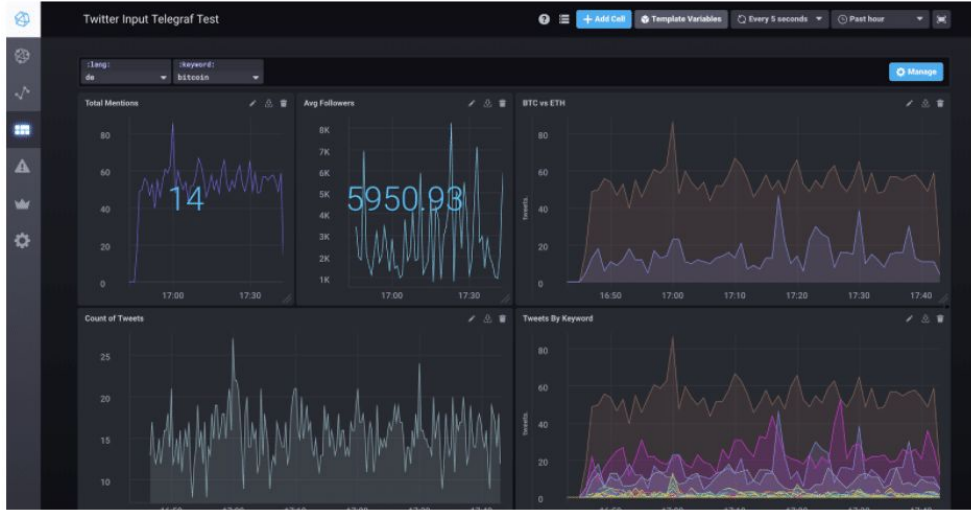 Twitter Input Telegraf Test
+ Add Cell
Template Variables
Every 5 seconds
Past hour
:lang:
de
:keyword:
bitcoin
Manage
Total Mentions
80
60
40
20
0
14
17:00 17:30
Avg Followers
8K
7K
6K
5K
4K
3K
2K
1K
5950.93
17:00 17:30
BTC vs ETH
tweets
80
60
40
20
0
16:50 17:00 17:10 17:20 17:30 17:40
Count of Tweets
25
20
15
10
Tweets By Keyword
tweets
80
60
40
20
0